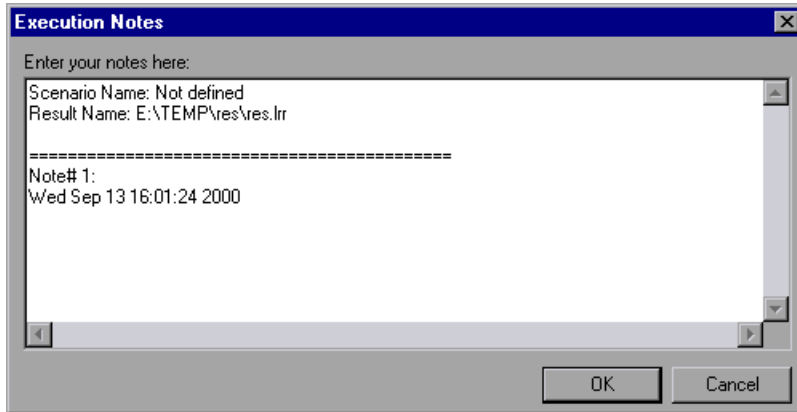 Execution Notes
Enter your notes here:
Scenario Name: Not defined
Result Name: E:\TEMP\res\res.lrr
============================================
Note# 1:
Wed Sep 13 16:01:24 2000
OK Cancel